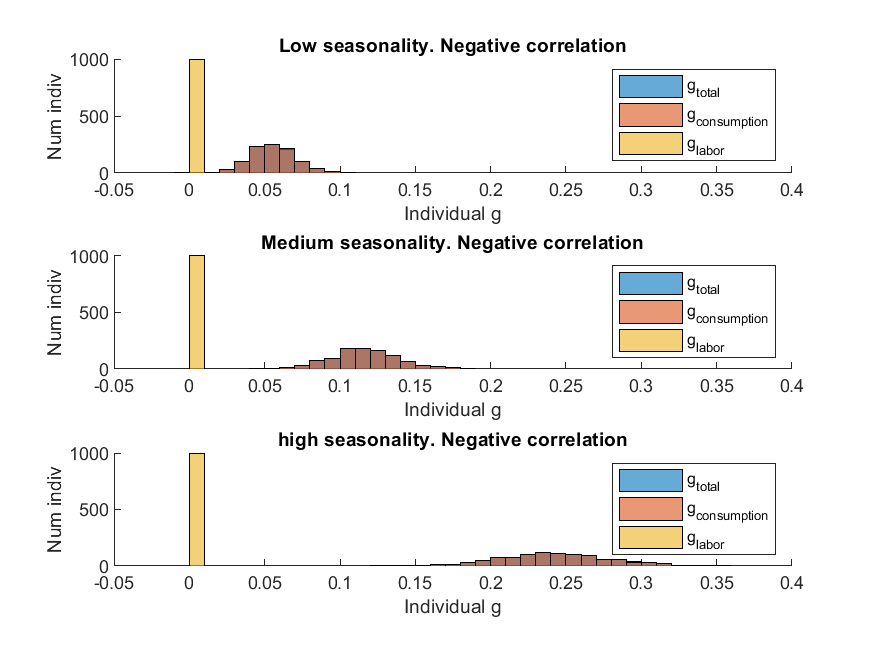 Low seasonality. Negative correlation
1000
500
0
Num indiv
-0.05 0 0.05 0.1 0.15 0.2 0.25 0.3 0.35 0.4
Individual g
g_total
g_consumption
g_labor
Medium seasonality. Negative correlation
1000
500
0
Num indiv
-0.05 0 0.05 0.1 0.15 0.2 0.25 0.3 0.35 0.4
Individual g
g_total
g_consumption
g_labor
high seasonality. Negative correlation
1000
500
0
Num indiv
-0.05 0 0.05 0.1 0.15 0.2 0.25 0.3 0.35 0.4
Individual g
g_total
g_consumption
g_labor